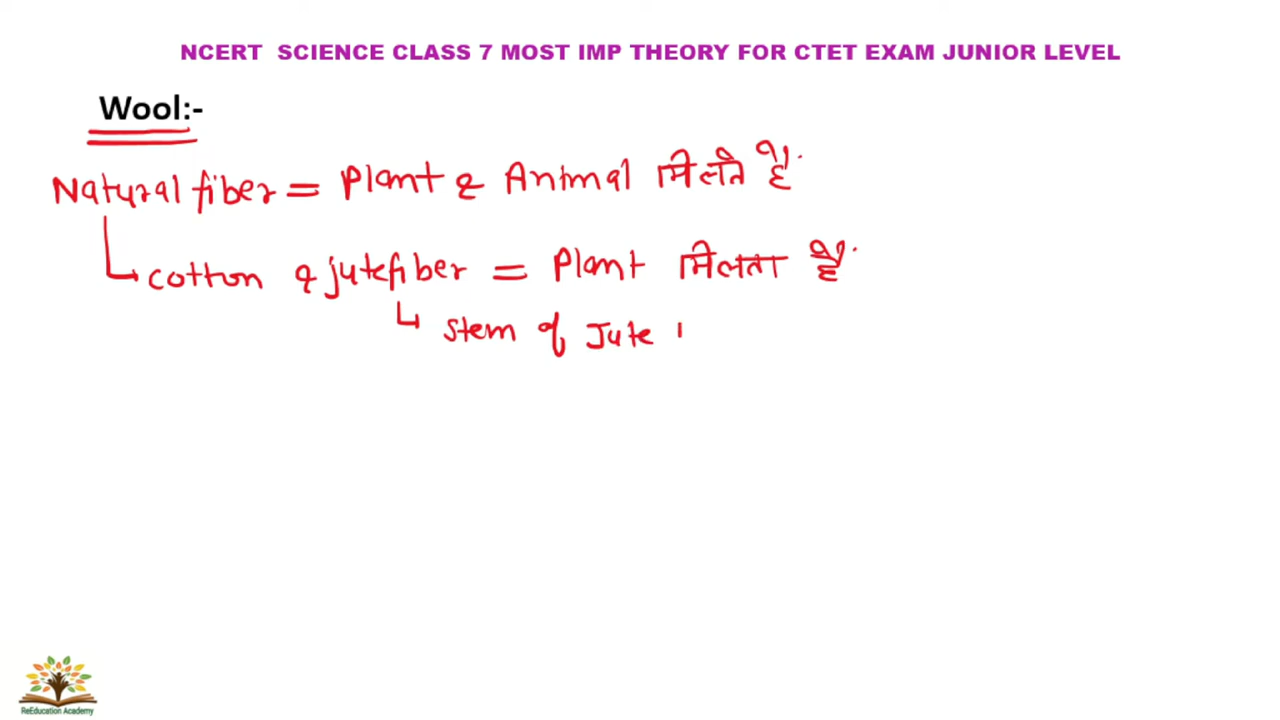 NCERT SCIENCE CLASS 7 MOST IMP THEORY FOR CTET EXAM JUNIOR LEVEL
Wool:-
Natural fiber = Plant & Animal मिलते है.
cotton & jute fiber = Plant मिलता है.
Stem of Jute
ReEducation Academy